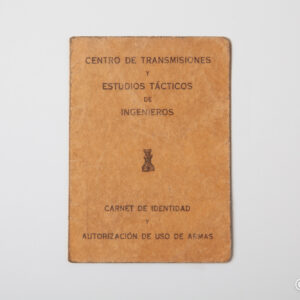 CENTRO DE TRANSMISIONES
Y
ESTUDIOS TÁCTICOS
DE
INGENIEROS
CARNET DE IDENTIDAD
Y
AUTORIZACIÓN DE USO DE ARMAS